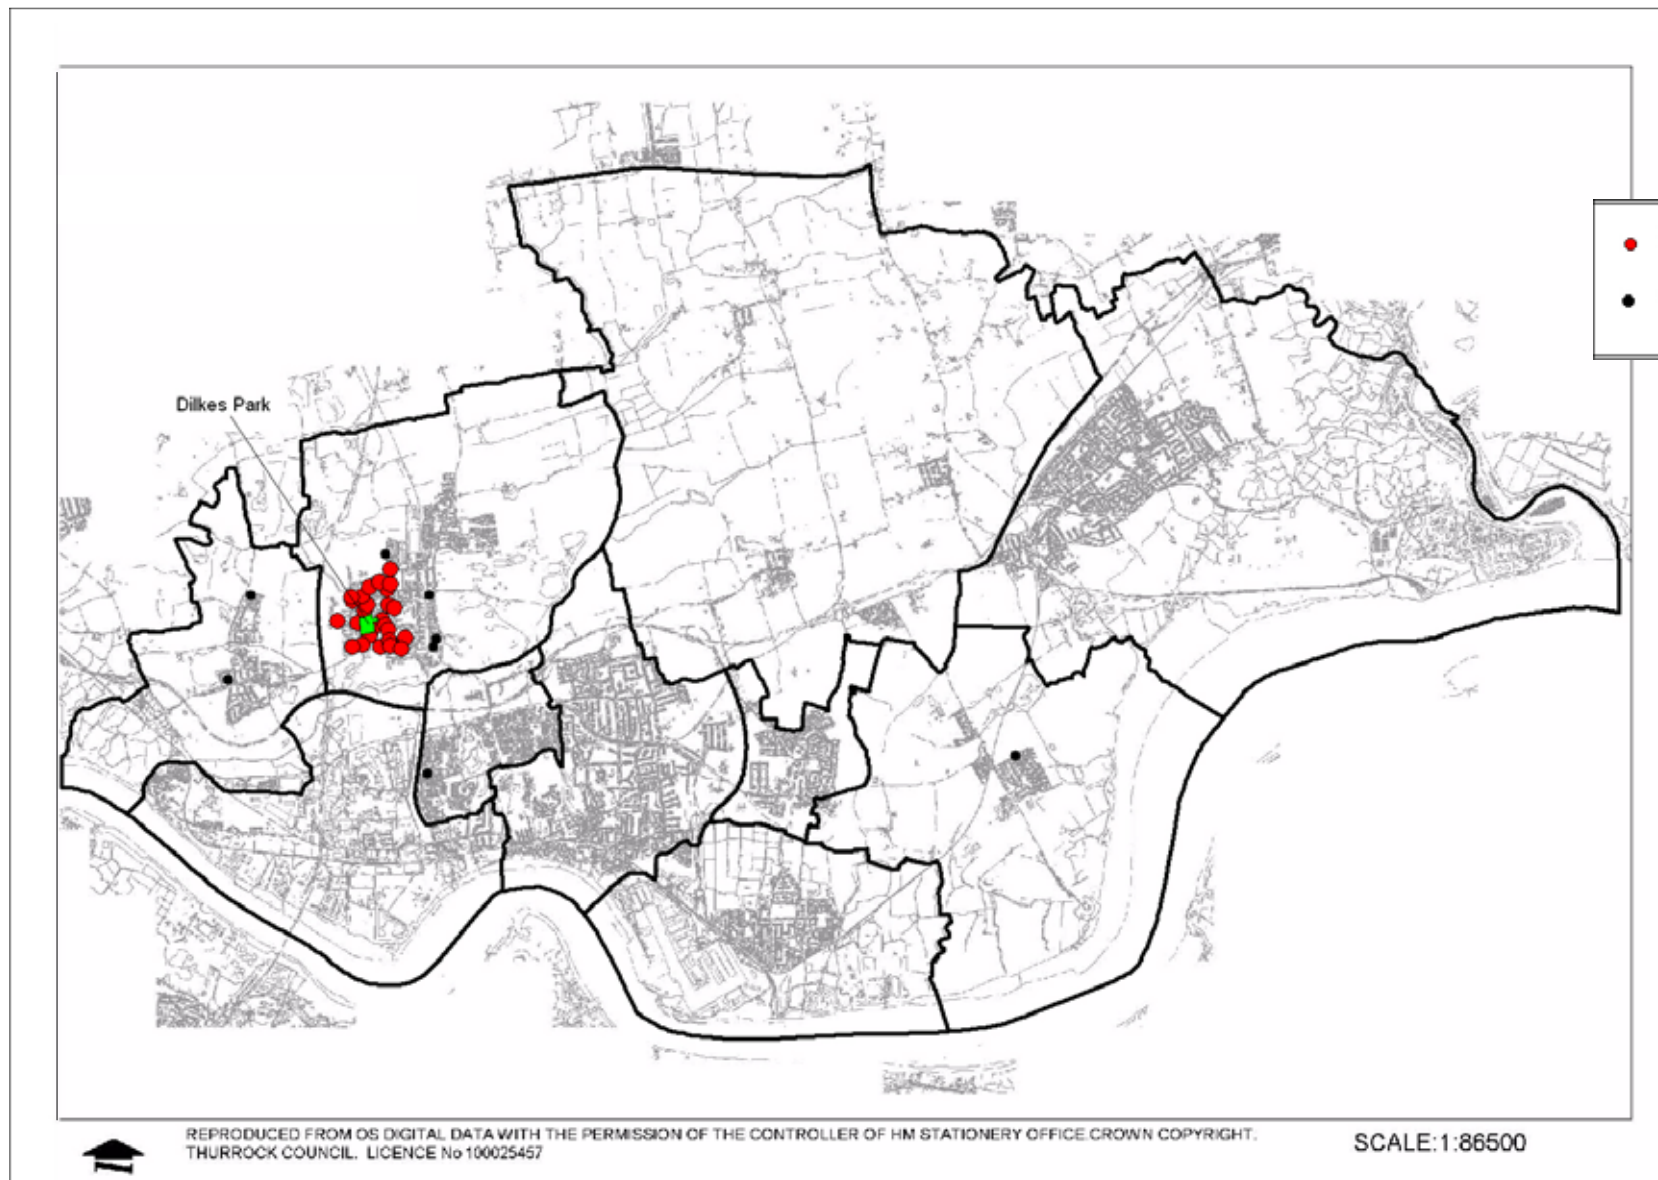 Dilkes Park
REPRODUCED FROM OS DIGITAL DATA WITH THE PERMISSION OF THE CONTROLLER OF HM STATIONERY OFFICE.CROWN COPYRIGHT.
THURROCK COUNCIL. LICENCE No 100025457
SCALE:1:86500